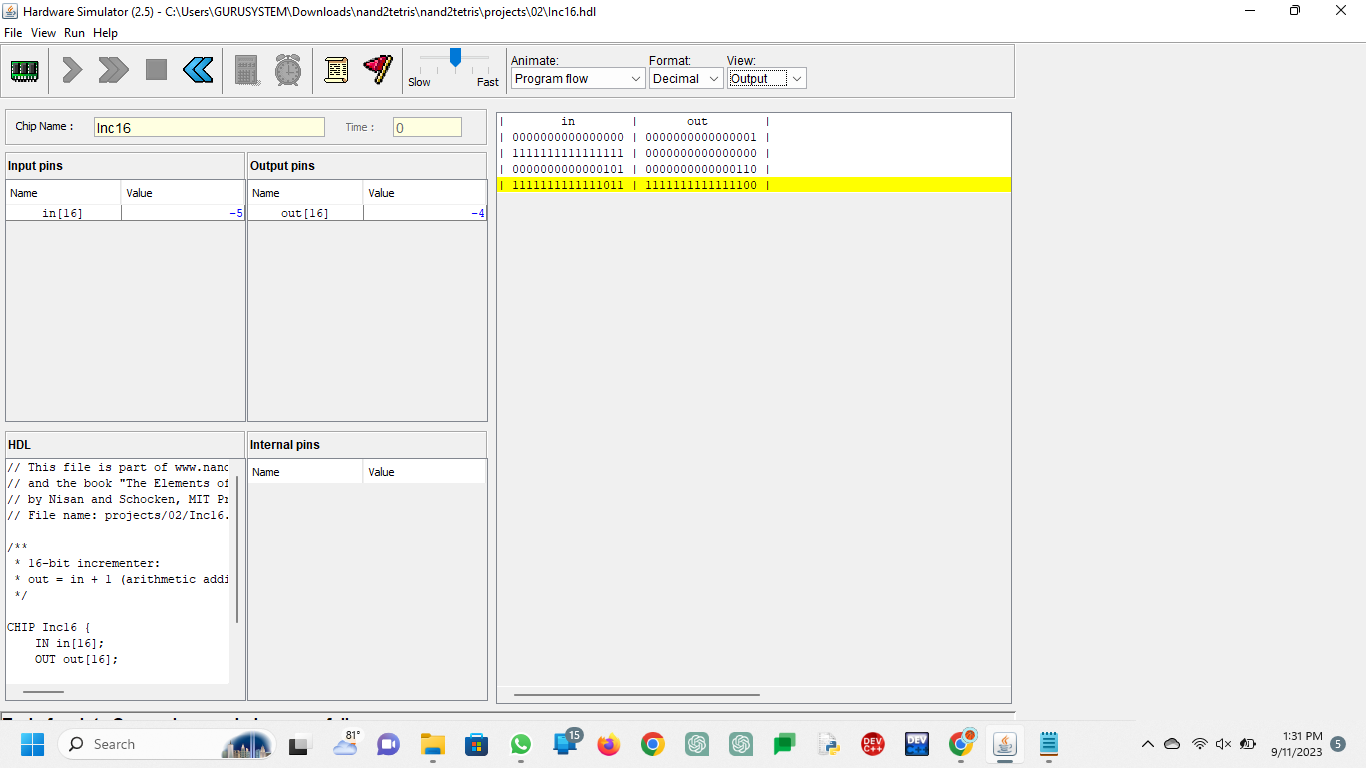 Hardware Simulator (2.5) - C:\Users\GURUSYSTEM\Downloads\nand2tetris\nand2tetris\projects\02\Inc16.hdl
File View Run Help
Animate: Format: View:
Slow Fast Program flow Decimal Output
Chip Name : Inc16 Time : 0
Input pins Output pins
Name Value Name Value
in[16] -5 out[16] -4
| in | out |
| 0000000000000000 | 0000000000000001 |
| 1111111111111111 | 0000000000000000 |
| 0000000000000101 | 0000000000000110 |
| 1111111111111011 | 1111111111111100 |
HDL Internal pins
Name Value
// This file is part of www.nand
// and the book "The Elements of
// by Nisan and Schocken, MIT Pr
// File name: projects/02/Inc16.
/**
* 16-bit incrementer:
* out = in + 1 (arithmetic addi
*/
CHIP Inc16 {
IN in[16];
OUT out[16];
Search
81°
15
DEV C++
DEV
1:31 PM
9/11/2023
5